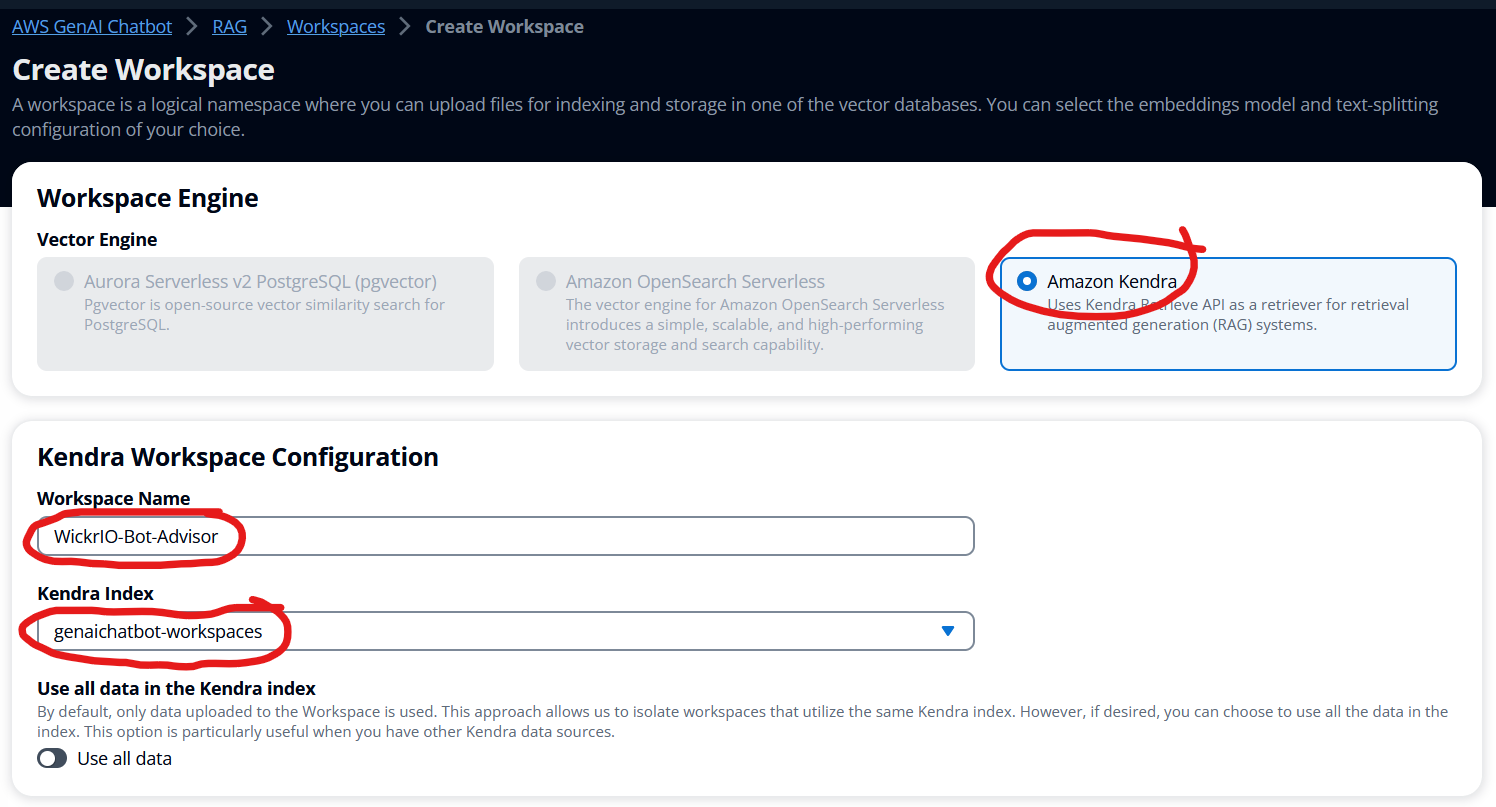 AWS GenAI Chatbot > RAG > Workspaces > Create Workspace
Create Workspace
A workspace is a logical namespace where you can upload files for indexing and storage in one of the vector databases. You can select the embeddings model and text-splitting
configuration of your choice.
Workspace Engine
Vector Engine
Aurora Serverless v2 PostgreSQL (pgvector)
Pgvector is open-source vector similarity search for
PostgreSQL.
Amazon OpenSearch Serverless
The vector engine for Amazon OpenSearch Serverless
introduces a simple, scalable, and high-performing
vector storage and search capability.
Amazon Kendra
Uses Kendra Retrieve API as a retriever for retrieval
augmented generation (RAG) systems.
Kendra Workspace Configuration
Workspace Name
WickrIO-Bot-Advisor
Kendra Index
genaichatbot-workspaces
Use all data in the Kendra index
By default, only data uploaded to the Workspace is used. This approach allows us to isolate workspaces that utilize the same Kendra index. However, if desired, you can choose to use all the data in the
index. This option is particularly useful when you have other Kendra data sources.
Use all data